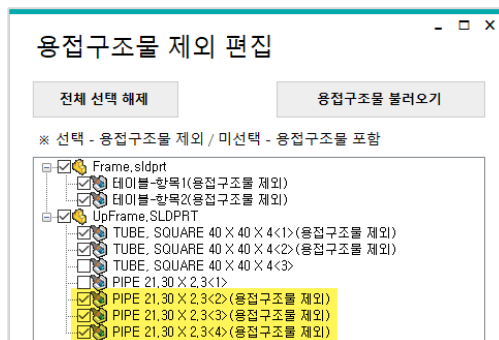 용접구조물 제외 편집
전체 선택 해제
용접구조물 불러오기
※ 선택 - 용접구조물 제외 / 미선택 - 용접구조물 포함
Frame,sldprt
테이블-항목1(용접구조물 제외)
테이블-항목2(용접구조물 제외)
UpFrame,SLDPRT
TUBE, SQUARE 40 X 40 X 4<1>(용접구조물 제외)
TUBE, SQUARE 40 X 40 X 4<2>(용접구조물 제외)
TUBE, SQUARE 40 X 40 X 4<3>
PIPE 21,30 X 2,3<1>
PIPE 21,30 X 2,3<2>(용접구조물 제외)
PIPE 21,30 X 2,3<3>(용접구조물 제외)
PIPE 21,30 X 2,3<4>(용접구조물 제외)